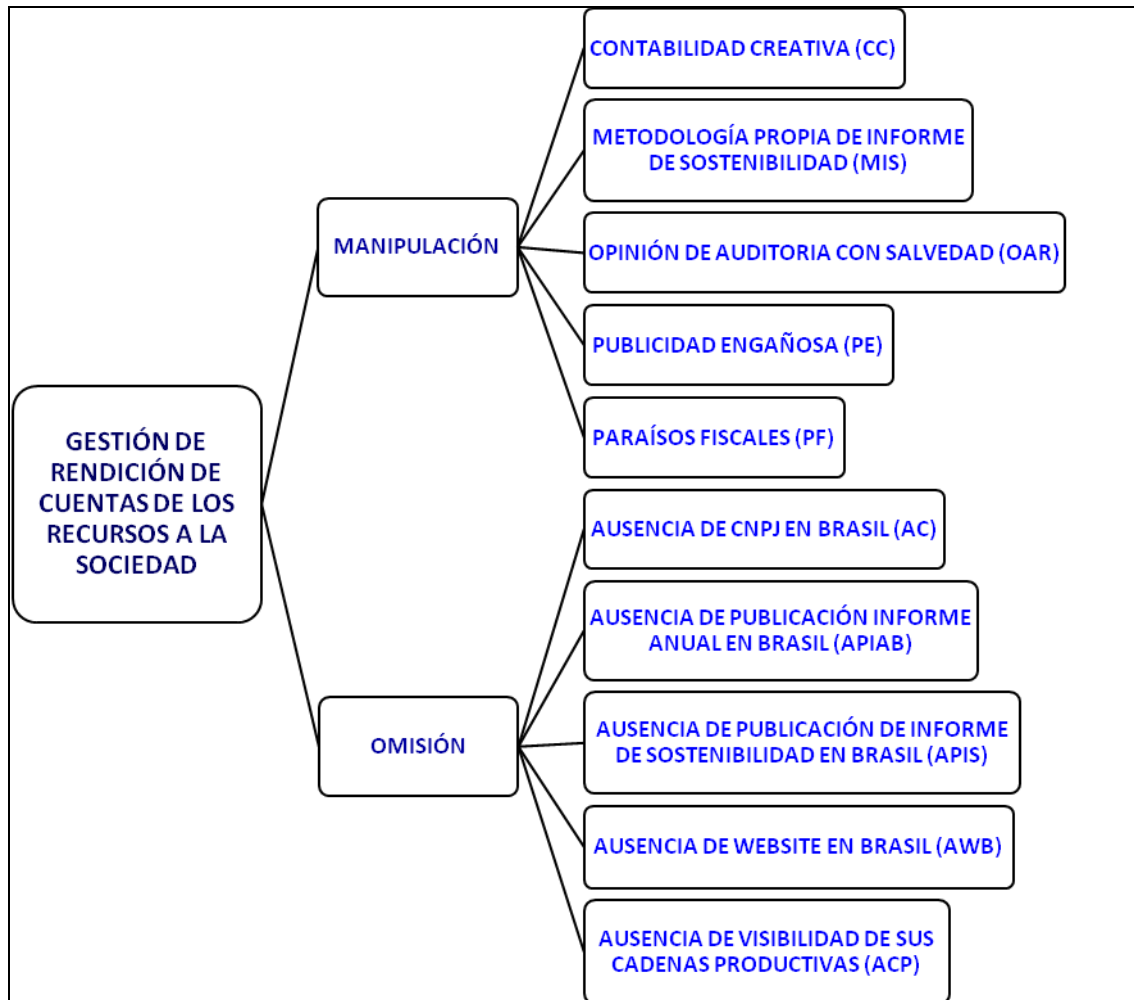 GESTIÓN DE
RENDICIÓN DE
CUENTAS DE LOS
RECURSOS A LA
SOCIEDAD
MANIPULACIÓN
CONTABILIDAD CREATIVA (CC)
METODOLOGÍA PROPIA DE INFORME
DE SOSTENIBILIDAD (MIS)
OPINIÓN DE AUDITORIA CON SALVEDAD (OAR)
PUBLICIDAD ENGAÑOSA (PE)
PARAÍSOS FISCALES (PF)
OMISIÓN
AUSENCIA DE CNPJ EN BRASIL (AC)
AUSENCIA DE PUBLICACIÓN INFORME
ANUAL EN BRASIL (APIAB)
AUSENCIA DE PUBLICACIÓN DE INFORME
DE SOSTENIBILIDAD EN BRASIL (APIS)
AUSENCIA DE WEBSITE EN BRASIL (AWB)
AUSENCIA DE VISIBILIDAD DE SUS
CADENAS PRODUCTIVAS (ACP)